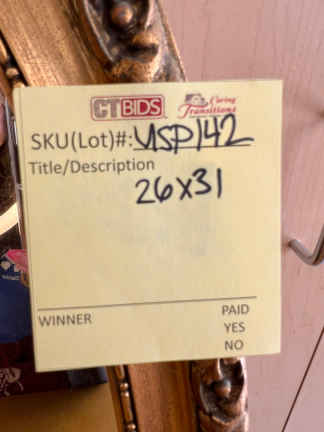 CTBIDS Caring Transitions
SKU(Lot)#: USP142
Title/Description
26x31
WINNER PAID
YES
NO